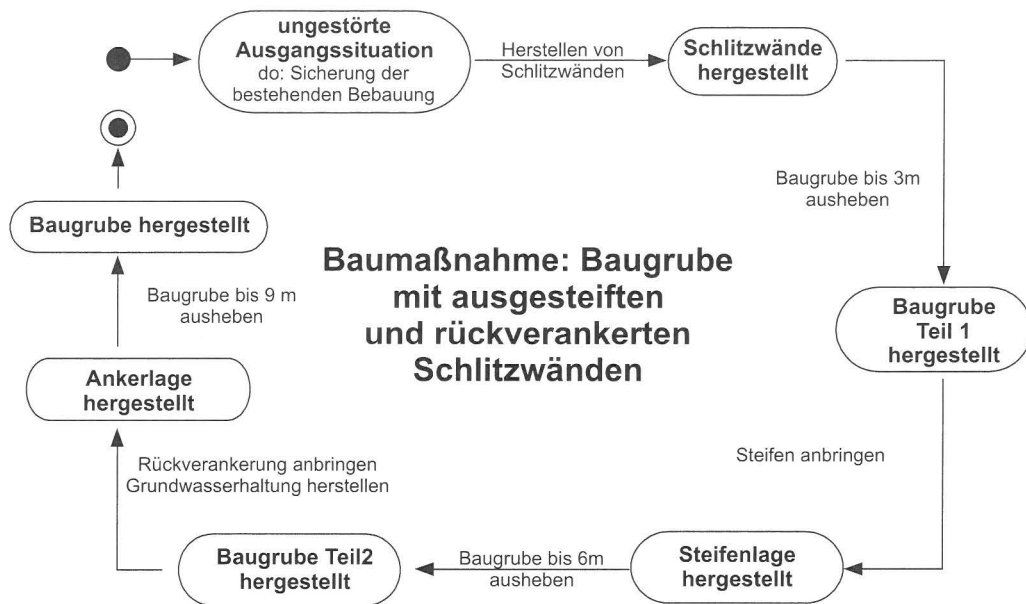 ungestörte
Ausgangssituation
do: Sicherung der
bestehenden Bebauung
Herstellen von
Schlitzwänden
Schlitzwände
hergestellt
Baugrube bis 3m
ausheben
Baugrube
Teil 1
hergestellt
Steifen anbringen
Steifenlage
hergestellt
Baugrube bis 6m
ausheben
Baugrube Teil2
hergestellt
Rückverankerung anbringen
Grundwasserhaltung herstellen
Ankerlage
hergestellt
Baugrube bis 9 m
ausheben
Baugrube hergestellt
Baumaßnahme: Baugrube
mit ausgesteiften
und rückverankerten
Schlitzwänden